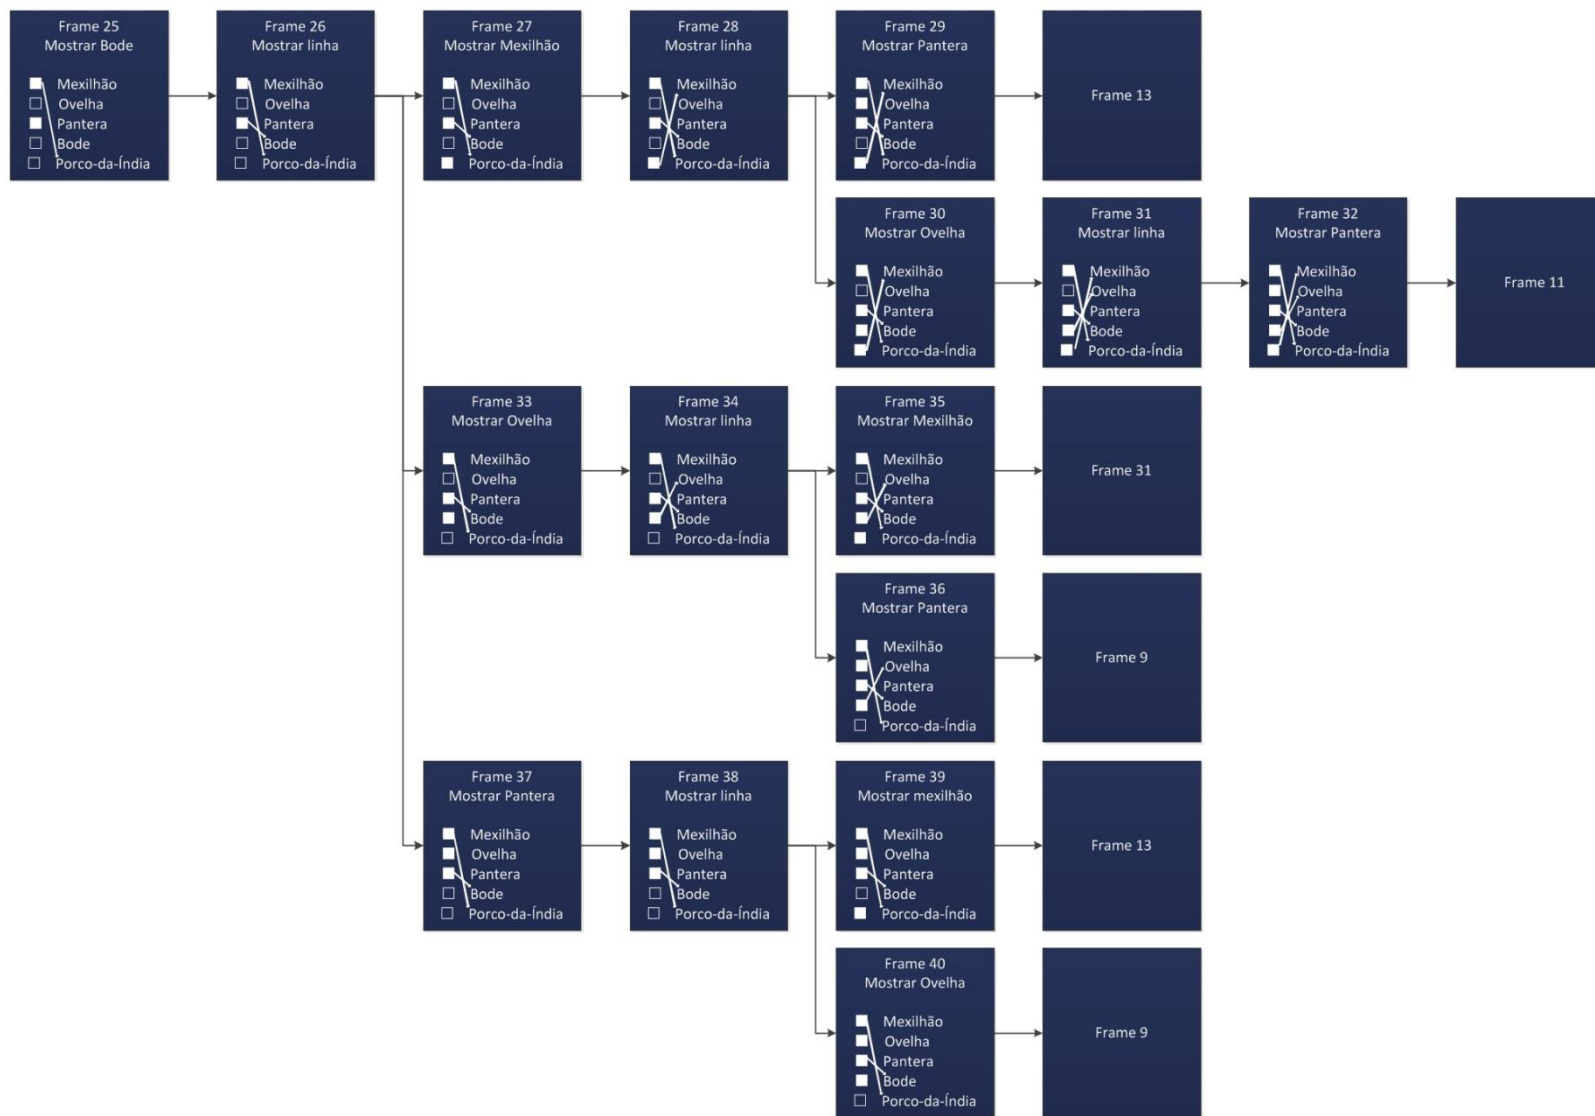 Frame 25
Mostrar Bode
Mexilhão
Ovelha
Pantera
Bode
Porco-da-Índia
Frame 26
Mostrar linha
Mexilhão
Ovelha
Pantera
Bode
Porco-da-Índia
Frame 27
Mostrar Mexilhão
Mexilhão
Ovelha
Pantera
Bode
Porco-da-Índia
Frame 28
Mostrar linha
Mexilhão
Ovelha
Pantera
Bode
Porco-da-Índia
Frame 29
Mostrar Pantera
Mexilhão
Ovelha
Pantera
Bode
Porco-da-Índia
Frame 13
Frame 30
Mostrar Ovelha
Mexilhão
Ovelha
Pantera
Bode
Porco-da-Índia
Frame 31
Mostrar linha
Mexilhão
Ovelha
Pantera
Bode
Porco-da-Índia
Frame 32
Mostrar Pantera
Mexilhão
Ovelha
Pantera
Bode
Porco-da-Índia
Frame 11
Frame 33
Mostrar Ovelha
Mexilhão
Ovelha
Pantera
Bode
Porco-da-Índia
Frame 34
Mostrar linha
Mexilhão
Ovelha
Pantera
Bode
Porco-da-Índia
Frame 35
Mostrar Mexilhão
Mexilhão
Ovelha
Pantera
Bode
Porco-da-Índia
Frame 31
Frame 36
Mostrar Pantera
Mexilhão
Ovelha
Pantera
Bode
Porco-da-Índia
Frame 9
Frame 37
Mostrar Pantera
Mexilhão
Ovelha
Pantera
Bode
Porco-da-Índia
Frame 38
Mostrar linha
Mexilhão
Ovelha
Pantera
Bode
Porco-da-Índia
Frame 39
Mostrar mexilhão
Mexilhão
Ovelha
Pantera
Bode
Porco-da-Índia
Frame 13
Frame 40
Mostrar Ovelha
Mexilhão
Ovelha
Pantera
Bode
Porco-da-Índia
Frame 9